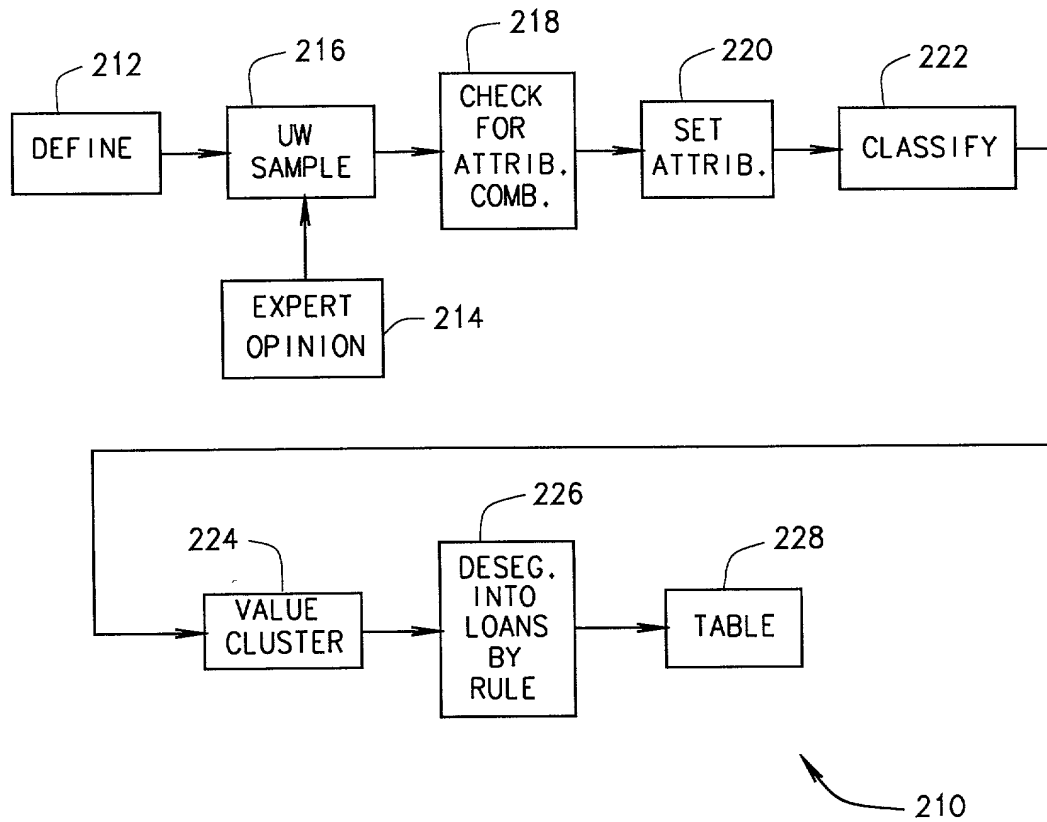 212
DEFINE
216
UW
SAMPLE
218
CHECK
FOR
ATTRIB.
COMB.
220
SET
ATTRIB.
222
CLASSIFY
EXPERT
OPINION
214
224
VALUE
CLUSTER
226
DESEG.
INTO
LOANS
BY
RULE
228
TABLE
210